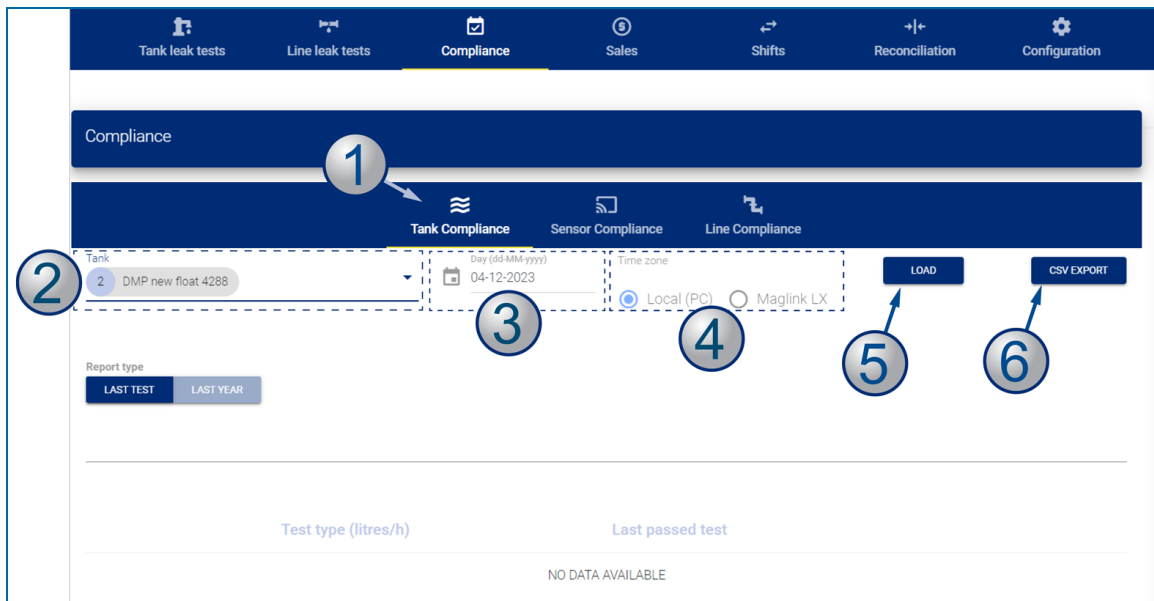 Tank leak tests Line leak tests Compliance Sales Shifts Reconciliation Configuration
Compliance
1
Tank Compliance Sensor Compliance Line Compliance
2
Tank
2 DMP new float 4288
Day (dd-MM-yyyy)
04-12-2023
3
Time zone
Local (PC) Maglink LX
4
LOAD
5
CSV EXPORT
6
Report type
LAST TEST LAST YEAR
Test type (litres/h) Last passed test
NO DATA AVAILABLE